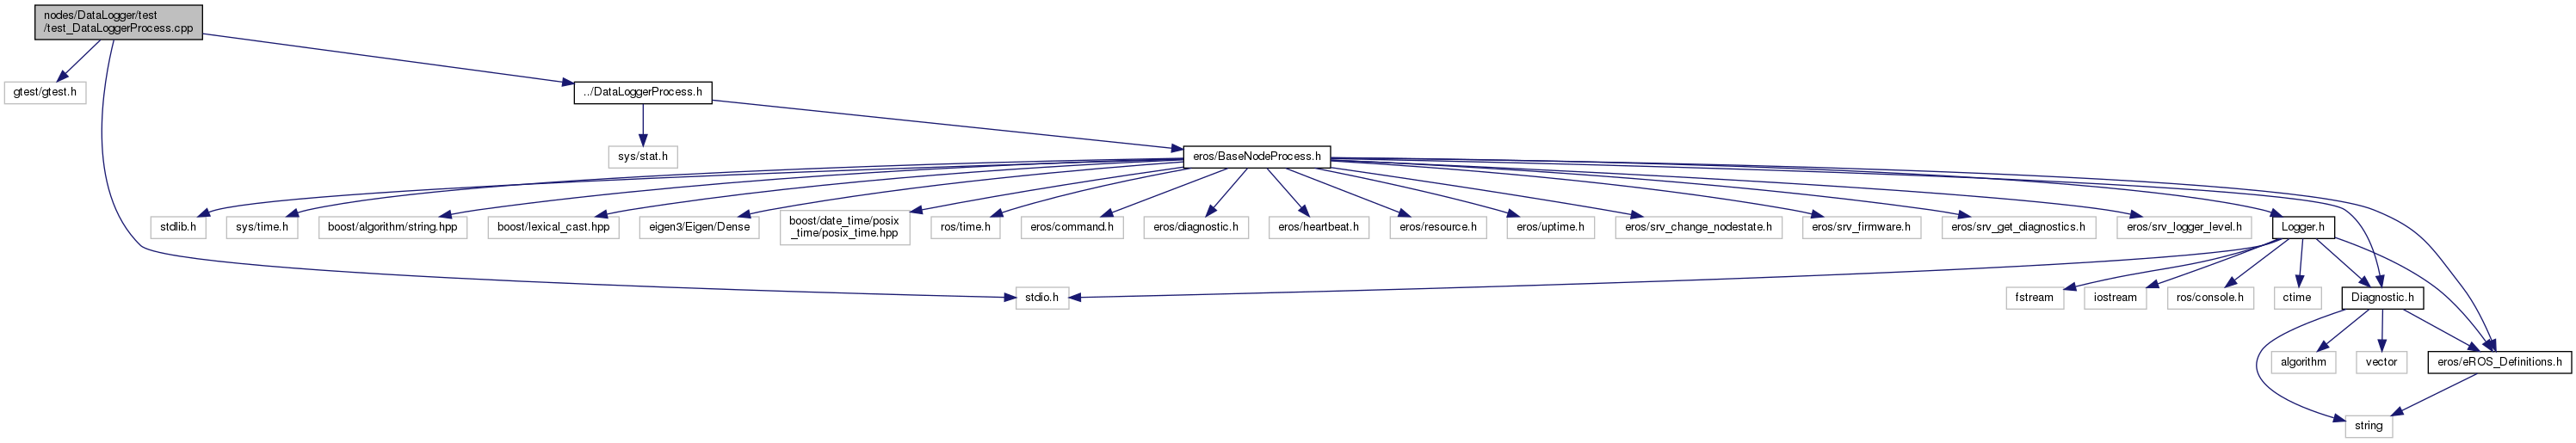 nodes/DataLogger/test
/test_DataLoggerProcess.cpp
gtest/gtest.h
../DataLoggerProcess.h
sys/stat.h
eros/BaseNodeProcess.h
stdlib.h
sys/time.h
boost/algorithm/string.hpp
boost/lexical_cast.hpp
eigen3/Eigen/Dense
boost/date_time/posix
_time/posix_time.hpp
ros/time.h
eros/command.h
eros/diagnostic.h
eros/heartbeat.h
eros/resource.h
eros/uptime.h
eros/srv_change_nodestate.h
eros/srv_firmware.h
eros/srv_get_diagnostics.h
eros/srv_logger_level.h
Logger.h
stdio.h
fstream
iostream
ros/console.h
ctime
Diagnostic.h
algorithm
vector
eros/eROS_Definitions.h
string